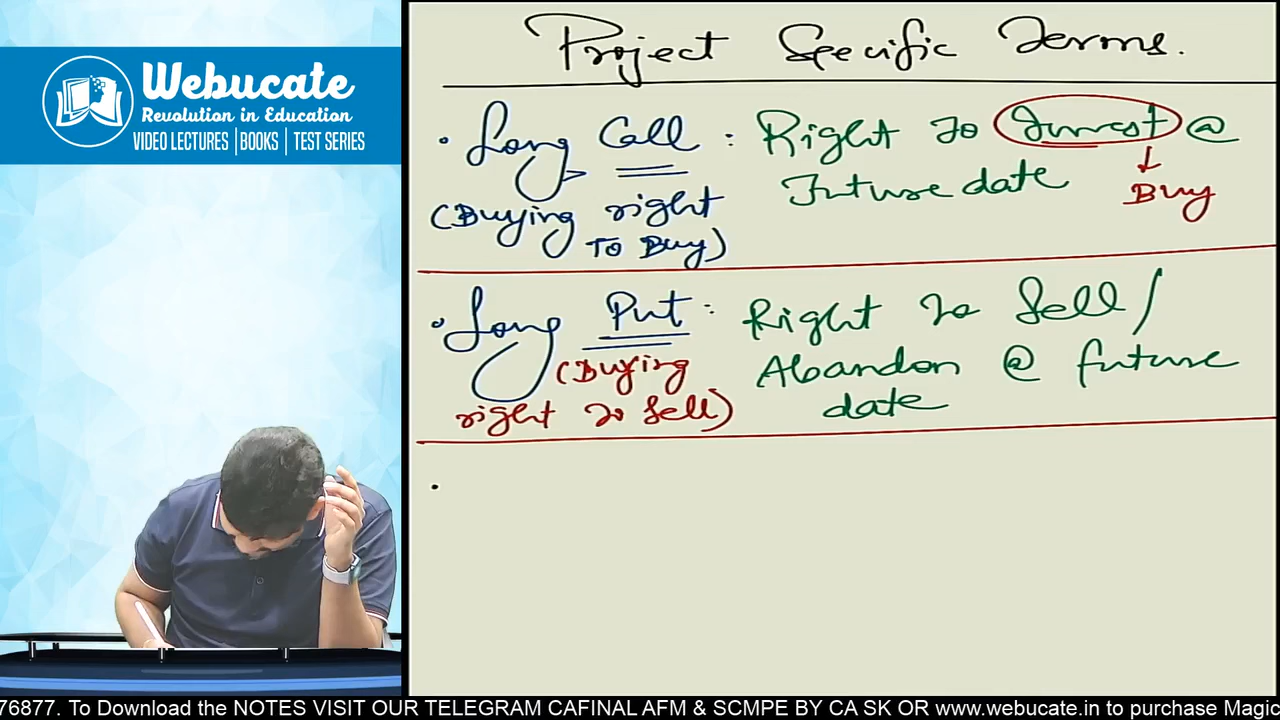 Webucate
Revolution in Education
VIDEO LECTURES | BOOKS | TEST SERIES
Project Specific Terms.
• Long Call : Right To Invest @
Future date
Buy
(Buying right
To Buy)
• Long Put : Right To Sell /
Abandon @ future
date
(Buying
right To Sell)
76877. To Download the NOTES VISIT OUR TELEGRAM CAFINAL AFM & SCMPE BY CA SK OR www.webucate.in to purchase Magic